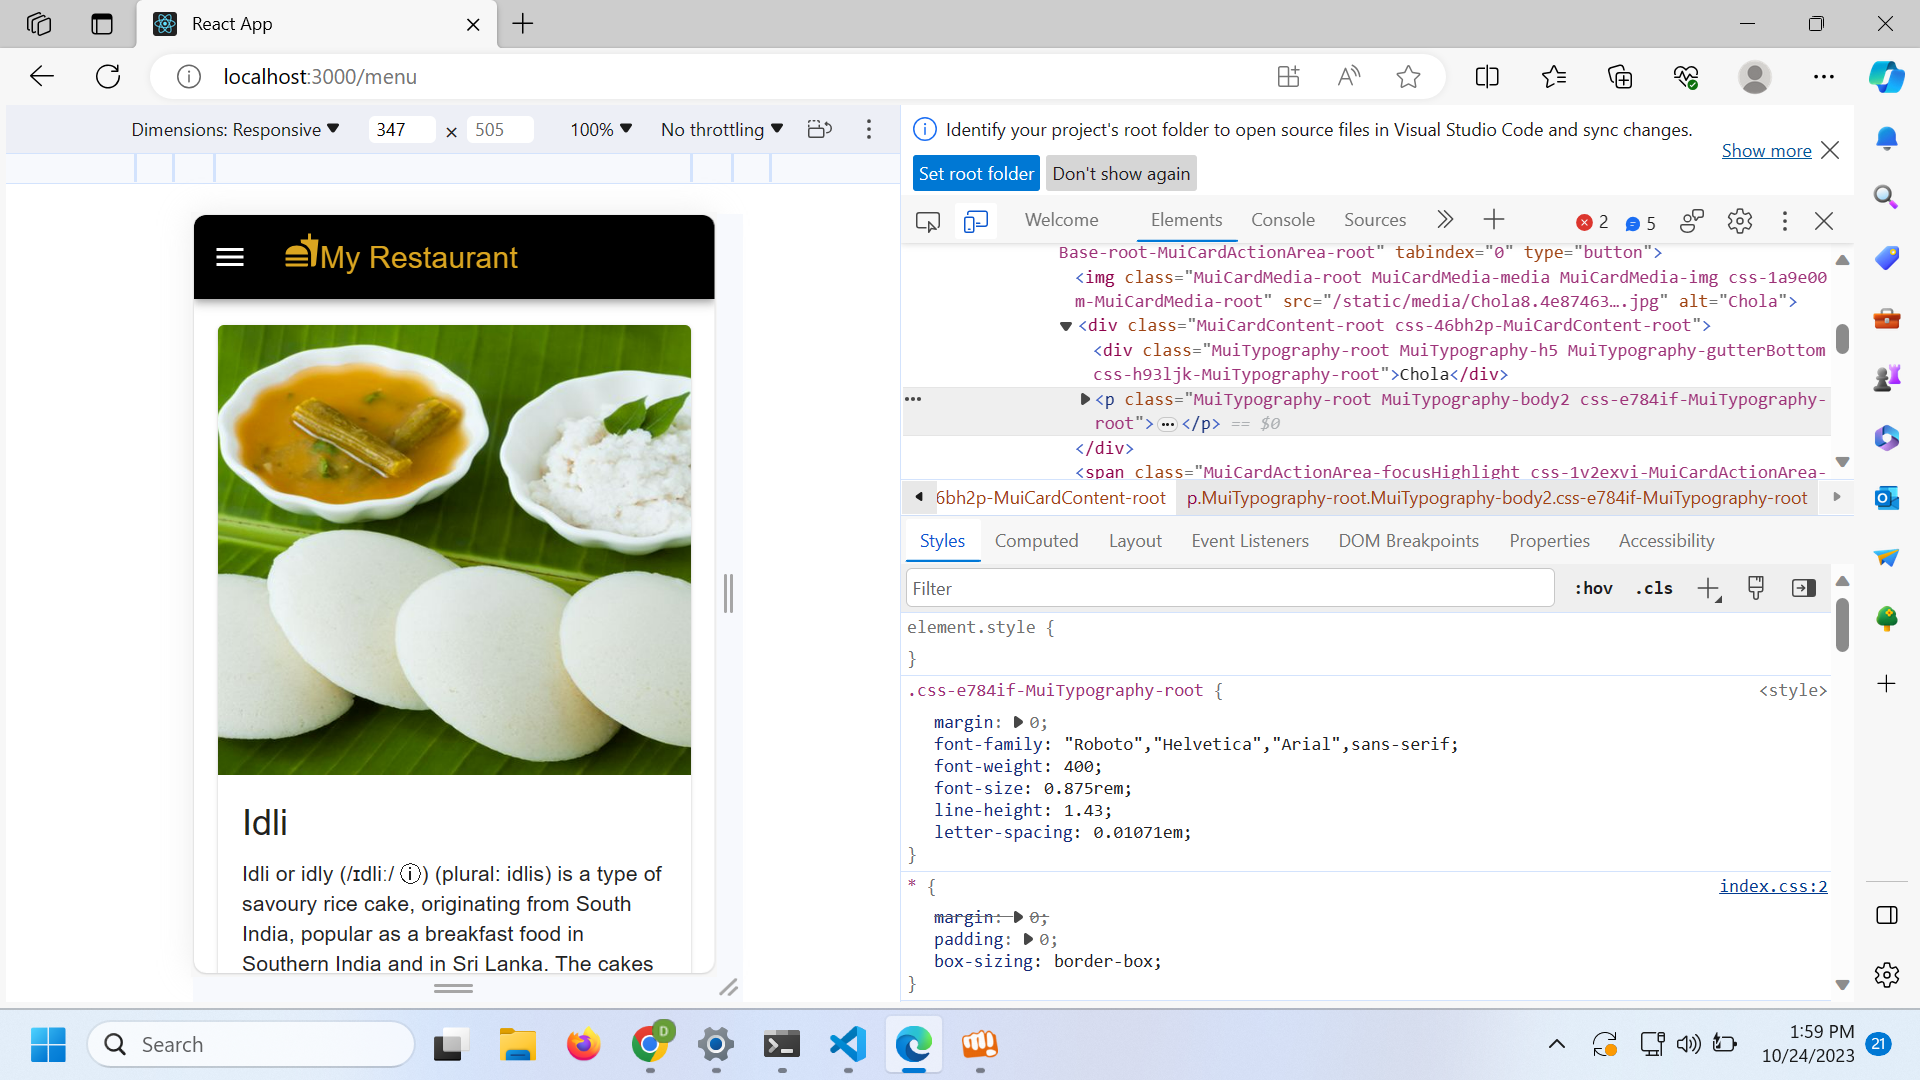 React App
localhost:3000/menu
Dimensions: Responsive 347 × 505 100% No throttling
My Restaurant
Idli
Idli or idly (/ɪdliː/ ⓘ) (plural: idlis) is a type of
savoury rice cake, originating from South
India, popular as a breakfast food in
Southern India and in Sri Lanka. The cakes
Identify your project's root folder to open source files in Visual Studio Code and sync changes.
Show more
Set root folder Don't show again
Welcome Elements Console Sources 2 5
Base-root-MuiCardActionArea-root" tabindex="0" type="button">
<img class="MuiCardMedia-root MuiCardMedia-media MuiCardMedia-img css-1a9e00
m-MuiCardMedia-root" src="/static/media/Chola8.4e87463….jpg" alt="Chola">
<div class="MuiCardContent-root css-46bh2p-MuiCardContent-root">
<div class="MuiTypography-root MuiTypography-h5 MuiTypography-gutterBottom
css-h93ljk-MuiTypography-root">Chola</div>
<p class="MuiTypography-root MuiTypography-body2 css-e784if-MuiTypography-
root">…</p> == $0
</div>
<span class="MuiCardActionArea-focusHighlight css-1v2exvi-MuiCardActionArea-
6bh2p-MuiCardContent-root p.MuiTypography-root.MuiTypography-body2.css-e784if-MuiTypography-root
Styles Computed Layout Event Listeners DOM Breakpoints Properties Accessibility
Filter :hov .cls
element.style {
}
.css-e784if-MuiTypography-root { <style>
margin: 0;
font-family: "Roboto","Helvetica","Arial",sans-serif;
font-weight: 400;
font-size: 0.875rem;
line-height: 1.43;
letter-spacing: 0.01071em;
}
* { index.css:2
margin: 0;
padding: 0;
box-sizing: border-box;
}
Search
D
1:59 PM
10/24/2023
21